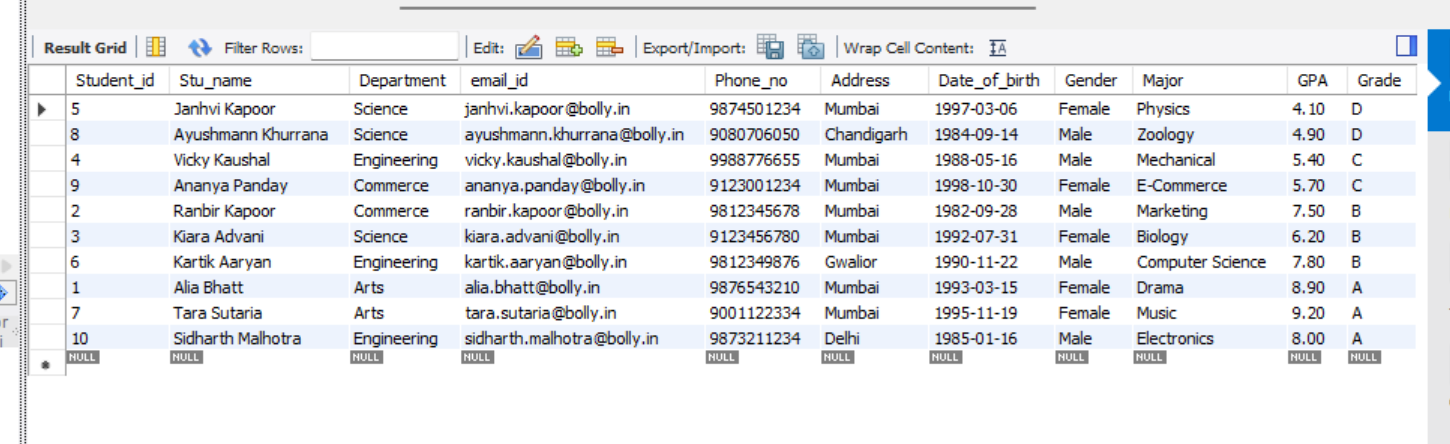 Result Grid Filter Rows: Edit: Export/Import: Wrap Cell Content: IA
Student_id Stu_name Department email_id Phone_no Address Date_of_birth Gender Major GPA Grade
5 Janhvi Kapoor Science janhvi.kapoor@bolly.in 9874501234 Mumbai 1997-03-06 Female Physics 4.10 D
8 Ayushmann Khurrana Science ayushmann.khurrana@bolly.in 9080706050 Chandigarh 1984-09-14 Male Zoology 4.90 D
4 Vicky Kaushal Engineering vicky.kaushal@bolly.in 9988776655 Mumbai 1988-05-16 Male Mechanical 5.40 C
9 Ananya Panday Commerce ananya.panday@bolly.in 9123001234 Mumbai 1998-10-30 Female E-Commerce 5.70 C
2 Ranbir Kapoor Commerce ranbir.kapoor@bolly.in 9812345678 Mumbai 1982-09-28 Male Marketing 7.50 B
3 Kiara Advani Science kiara.advani@bolly.in 9123456780 Mumbai 1992-07-31 Female Biology 6.20 B
6 Kartik Aaryan Engineering kartik.aaryan@bolly.in 9812349876 Gwalior 1990-11-22 Male Computer Science 7.80 B
1 Alia Bhatt Arts alia.bhatt@bolly.in 9876543210 Mumbai 1993-03-15 Female Drama 8.90 A
7 Tara Sutaria Arts tara.sutaria@bolly.in 9001122334 Mumbai 1995-11-19 Female Music 9.20 A
10 Sidharth Malhotra Engineering sidharth.malhotra@bolly.in 9873211234 Delhi 1985-01-16 Male Electronics 8.00 A
NULL NULL NULL NULL NULL NULL NULL NULL NULL NULL NULL